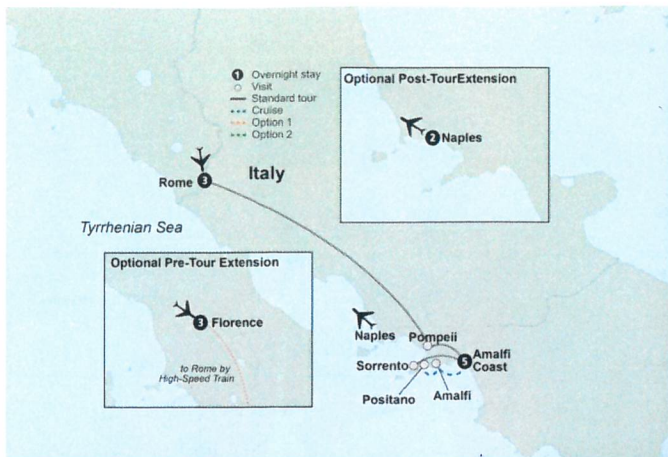 1 Overnight stay
Visit
Standard tour
Cruise
Option 1
Option 2
Optional Post-TourExtension
2 Naples
Rome 3
Italy
Tyrrhenian Sea
Optional Pre-Tour Extension
3 Florence
to Rome by
High-Speed Train
Naples
Pompeii
Sorrento
5 Amalfi
Coast
Positano
Amalfi